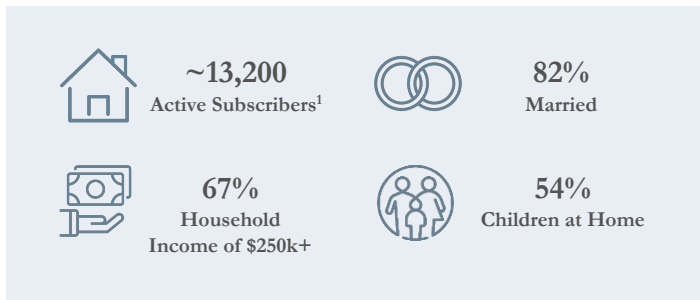 ~13,200
Active Subscribers¹
82%
Married
67%
Household
Income of $250k+
54%
Children at Home